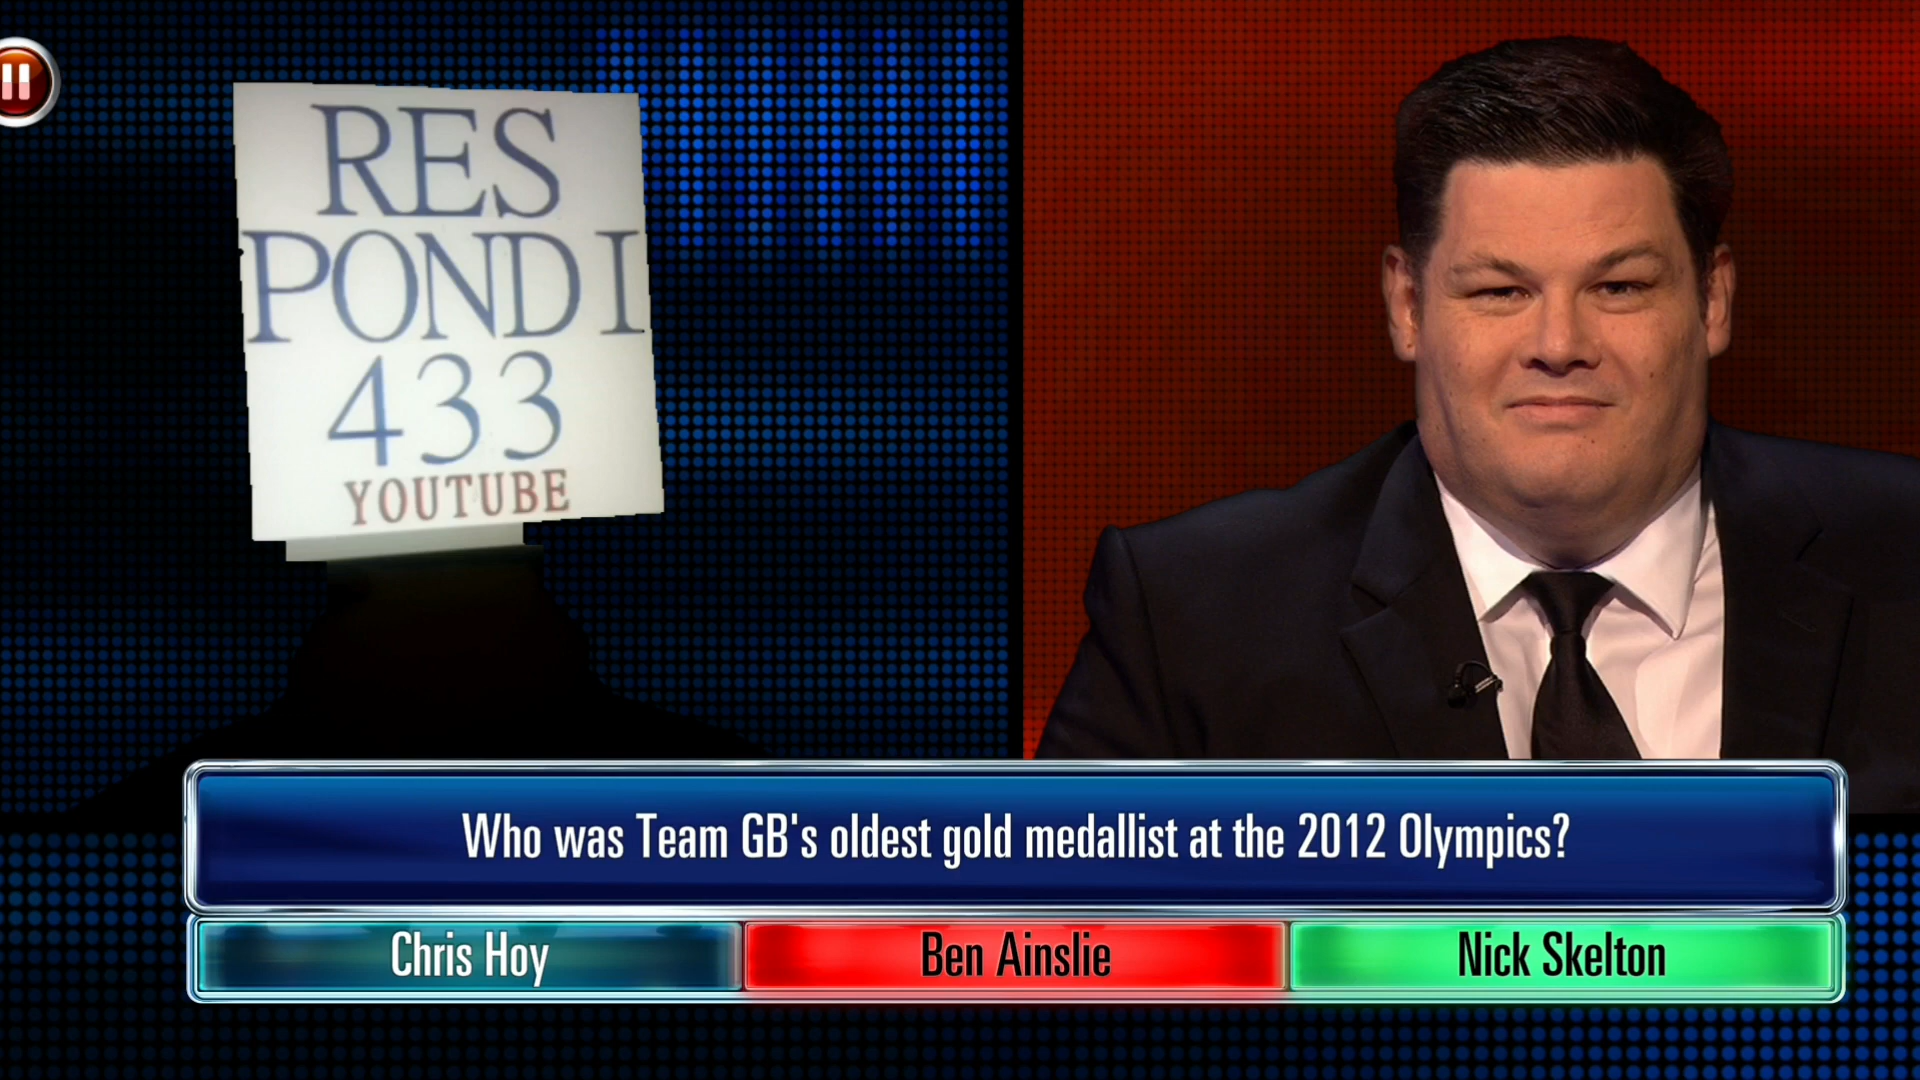 RES
POND I
433
YOUTUBE
Who was Team GB's oldest gold medallist at the 2012 Olympics?
Chris Hoy
Ben Ainslie
Nick Skelton